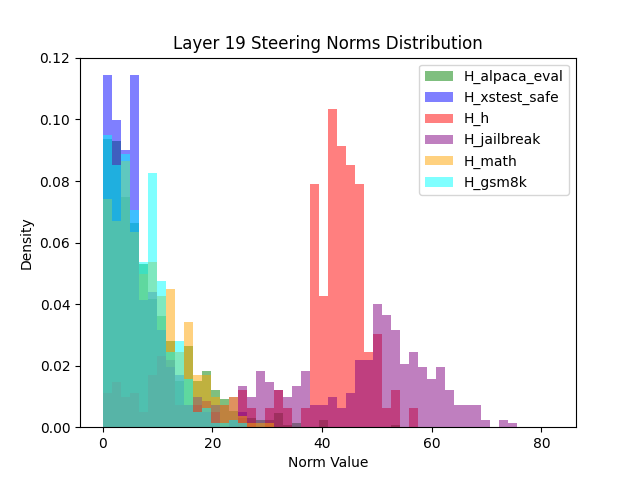 Layer 19 Steering Norms Distribution
0.12
0.10
0.08
0.06
0.04
0.02
0.00
Density
0
20
40
60
80
Norm Value
H_alpaca_eval
H_xstest_safe
H_h
H_jailbreak
H_math
H_gsm8k